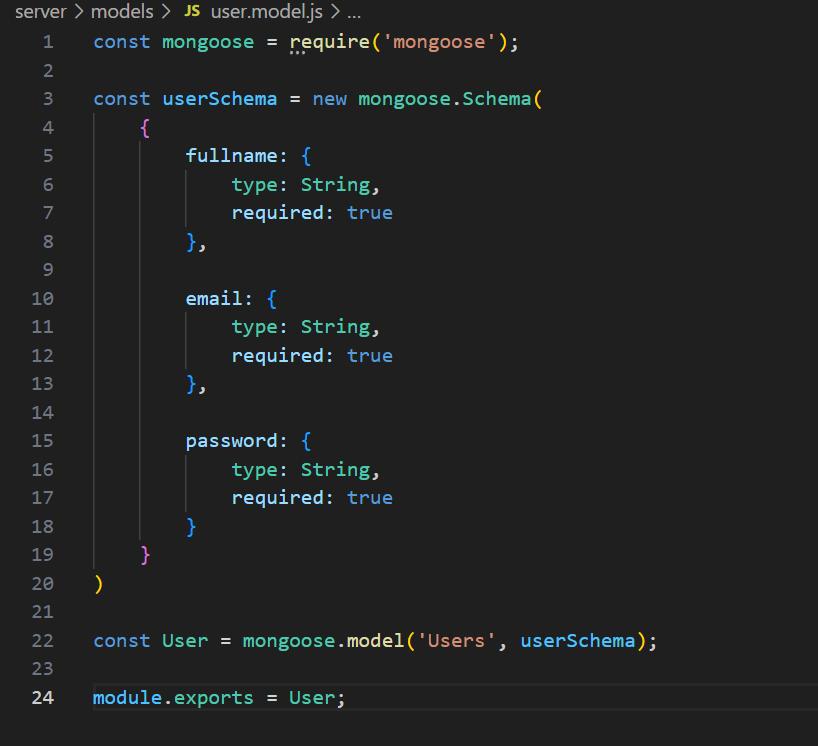 server > models > JS user.model.js > ...
1 const mongoose = require('mongoose');
2
3 const userSchema = new mongoose.Schema(
4     {
5         fullname: {
6             type: String,
7             required: true
8         },
9
10         email: {
11             type: String,
12             required: true
13         },
14
15         password: {
16             type: String,
17             required: true
18         }
19     }
20 )
21
22 const User = mongoose.model('Users', userSchema);
23
24 module.exports = User;